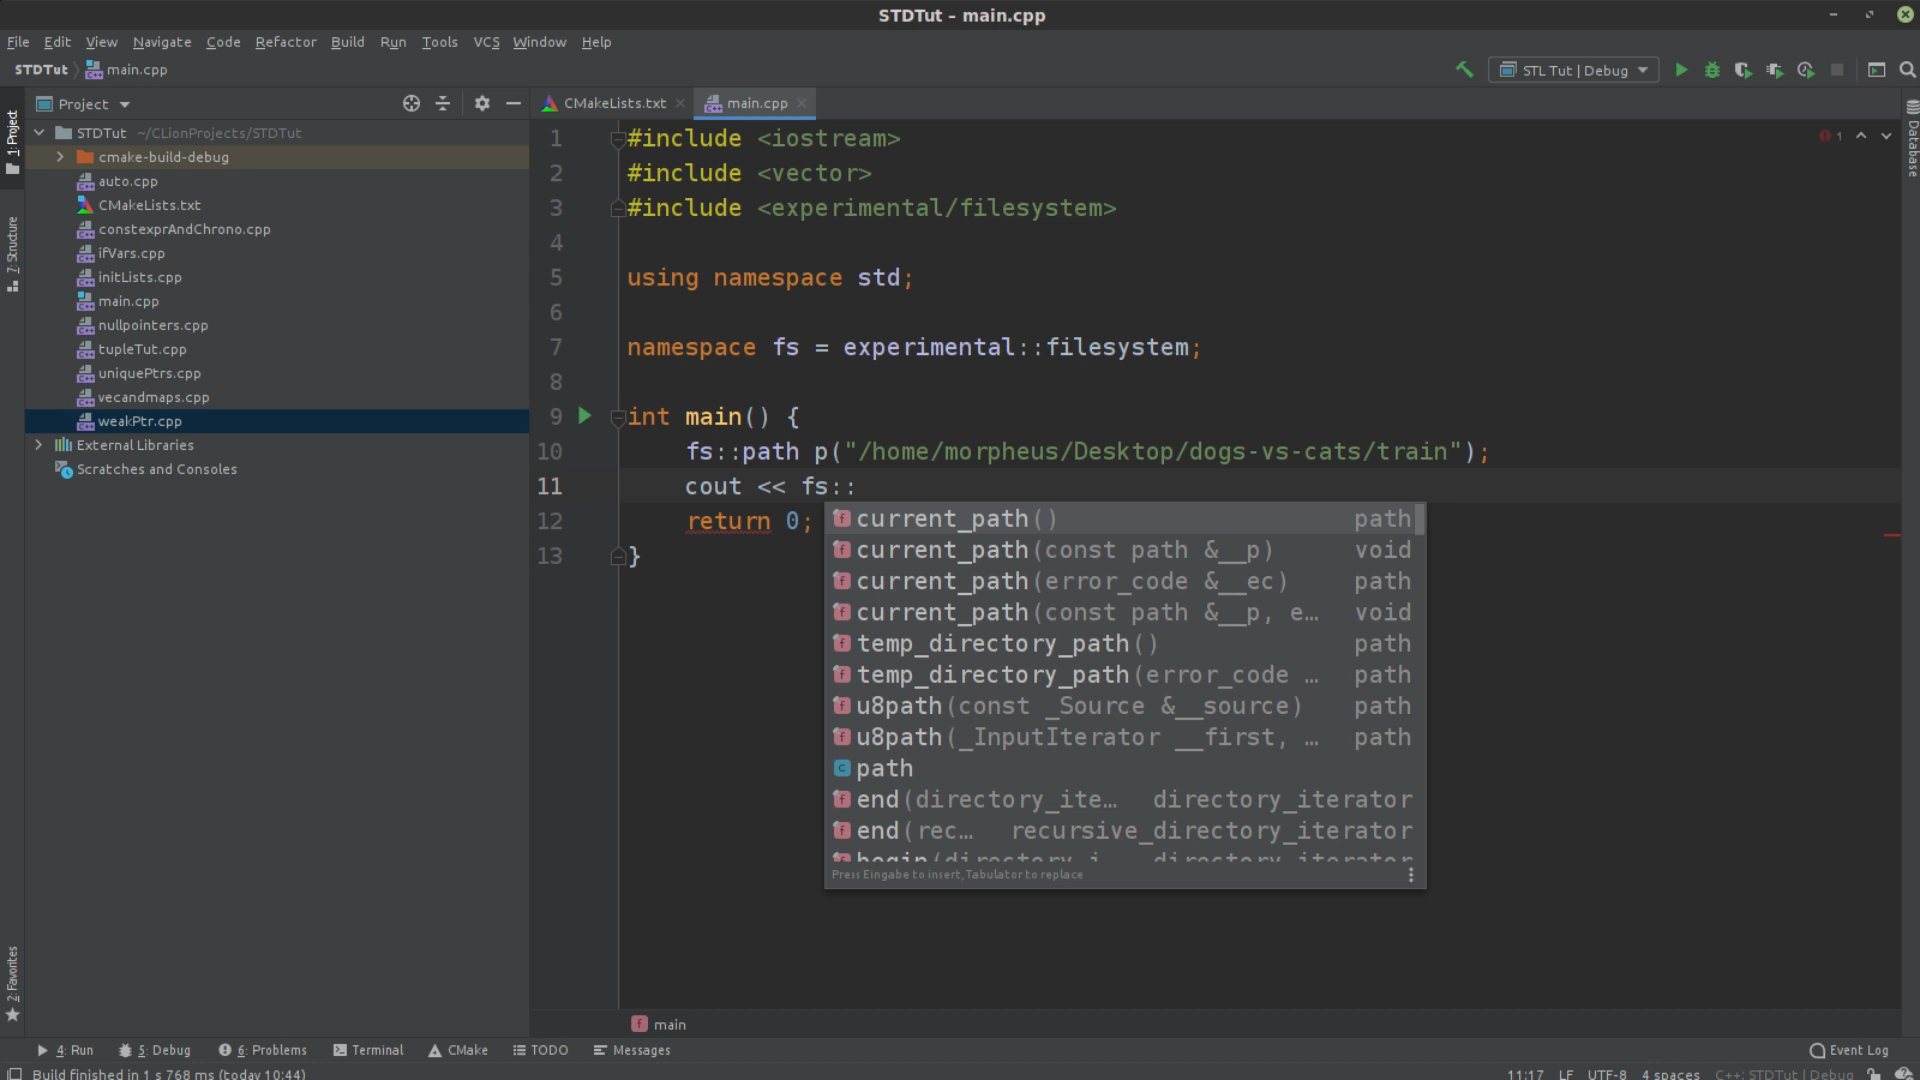 STDTut – main.cpp
File Edit View Navigate Code Refactor Build Run Tools VCS Window Help
STDTut main.cpp STL Tut | Debug
Project CMakeLists.txt main.cpp
1: Project
7: Structure
2: Favorites
STDTut ~/CLionProjects/STDTut
cmake-build-debug
auto.cpp
CMakeLists.txt
constexprAndChrono.cpp
ifVars.cpp
initLists.cpp
main.cpp
nullpointers.cpp
tupleTut.cpp
uniquePtrs.cpp
vecandmaps.cpp
weakPtr.cpp
External Libraries
Scratches and Consoles
1 #include <iostream>
2 #include <vector>
3 #include <experimental/filesystem>
4
5 using namespace std;
6
7 namespace fs = experimental::filesystem;
8
9 int main() {
10 fs::path p("/home/morpheus/Desktop/dogs-vs-cats/train");
11 cout << fs::
12 return 0;
13 }
1
Database
current_path() path
current_path(const path &__p) void
current_path(error_code &__ec) path
current_path(const path &__p, e… void
temp_directory_path() path
temp_directory_path(error_code … path
u8path(const _Source &__source) path
u8path(_InputIterator __first, … path
path
end(directory_ite… directory_iterator
end(rec… recursive_directory_iterator
begin(directory_i… directory_iterator
Press Eingabe to insert, Tabulator to replace
main
4: Run 5: Debug 6: Problems Terminal CMake TODO Messages Event Log
Build finished in 1 s 768 ms (today 10:44) 11:17 LF UTF-8 4 spaces C++: STDTut | Debug